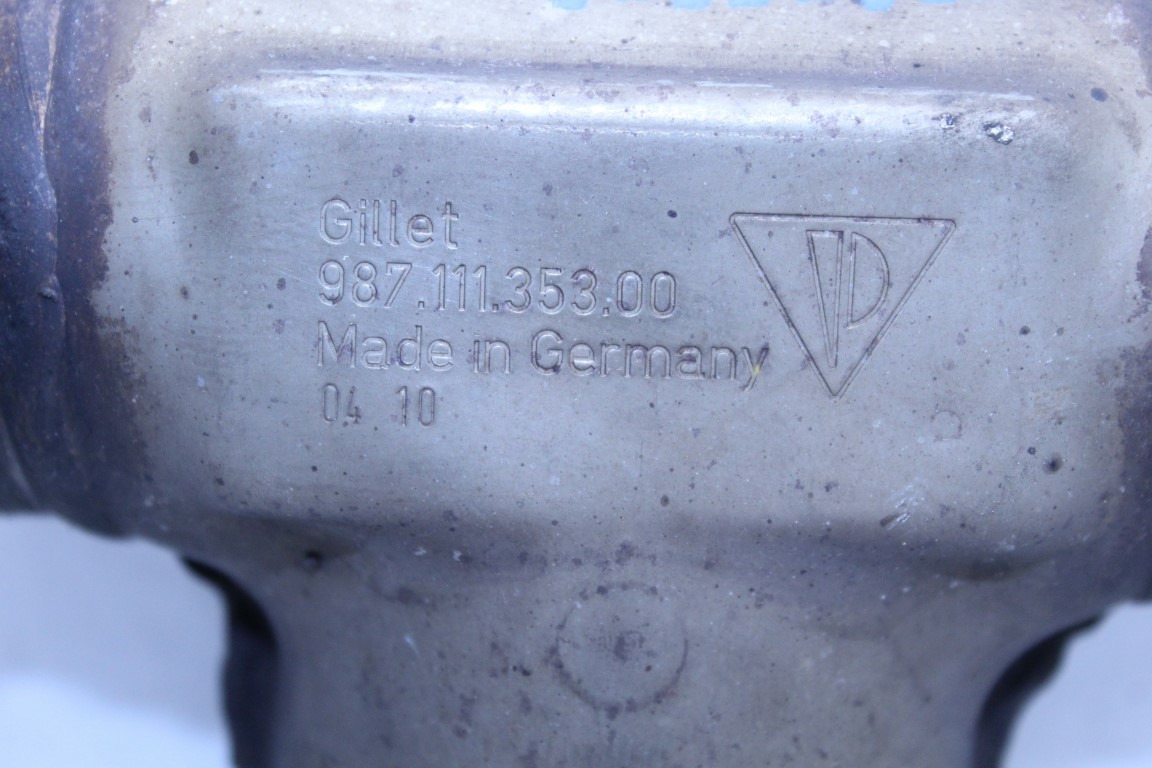 Gillet
987.111.353.00
Made in Germany
04 10